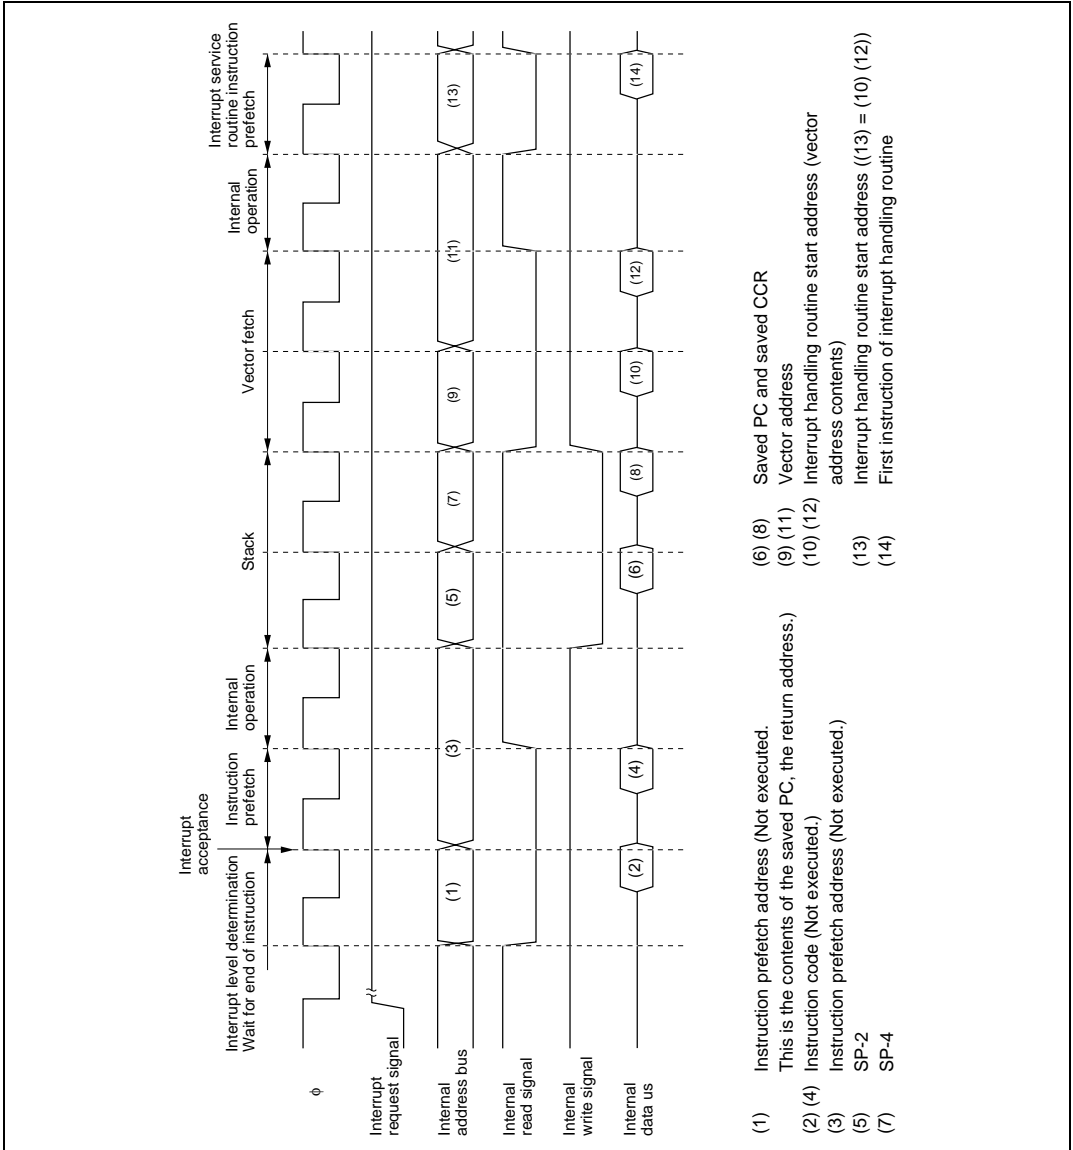 Interrupt
acceptance
Interrupt level determination
Wait for end of instruction
Instruction
prefetch
Internal
operation
Stack
Vector fetch
Internal
operation
Interrupt service
routine instruction
prefetch
φ
Interrupt
request signal
Internal
address bus
(1)
(3)
(5)
(7)
(9)
(11)
(13)
Internal
read signal
Internal
write signal
Internal
data us
(2)
(4)
(6)
(8)
(10)
(12)
(14)
(1) Instruction prefetch address (Not executed.
This is the contents of the saved PC, the return address.)
(2) (4) Instruction code (Not executed.)
(3) Instruction prefetch address (Not executed.)
(5) SP-2
(7) SP-4
(6) (8) Saved PC and saved CCR
(9) (11) Vector address
(10) (12) Interrupt handling routine start address (vector
address contents)
(13) Interrupt handling routine start address ((13) = (10) (12))
(14) First instruction of interrupt handling routine